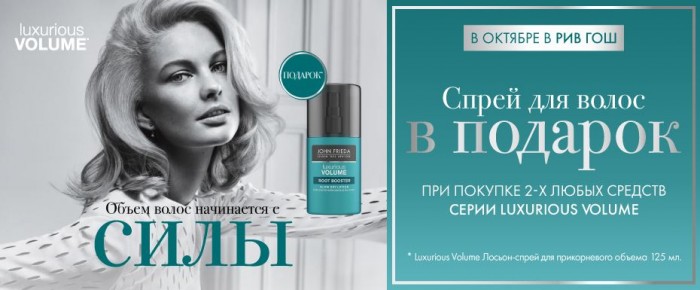 luxurious
VOLUME
ПОДАРОК*
JOHN FRIEDA
luxurious
VOLUME
ROOT BOOSTER
Объем волос начинается с
СИЛЫ
В ОКТЯБРЕ В РИВ ГОШ
Спрей для волос
в подарок
ПРИ ПОКУПКЕ 2-Х ЛЮБЫХ СРЕДСТВ
СЕРИИ LUXURIOUS VOLUME
* Luxurious Volume Лосьон-спрей для прикорневого объема 125 мл.